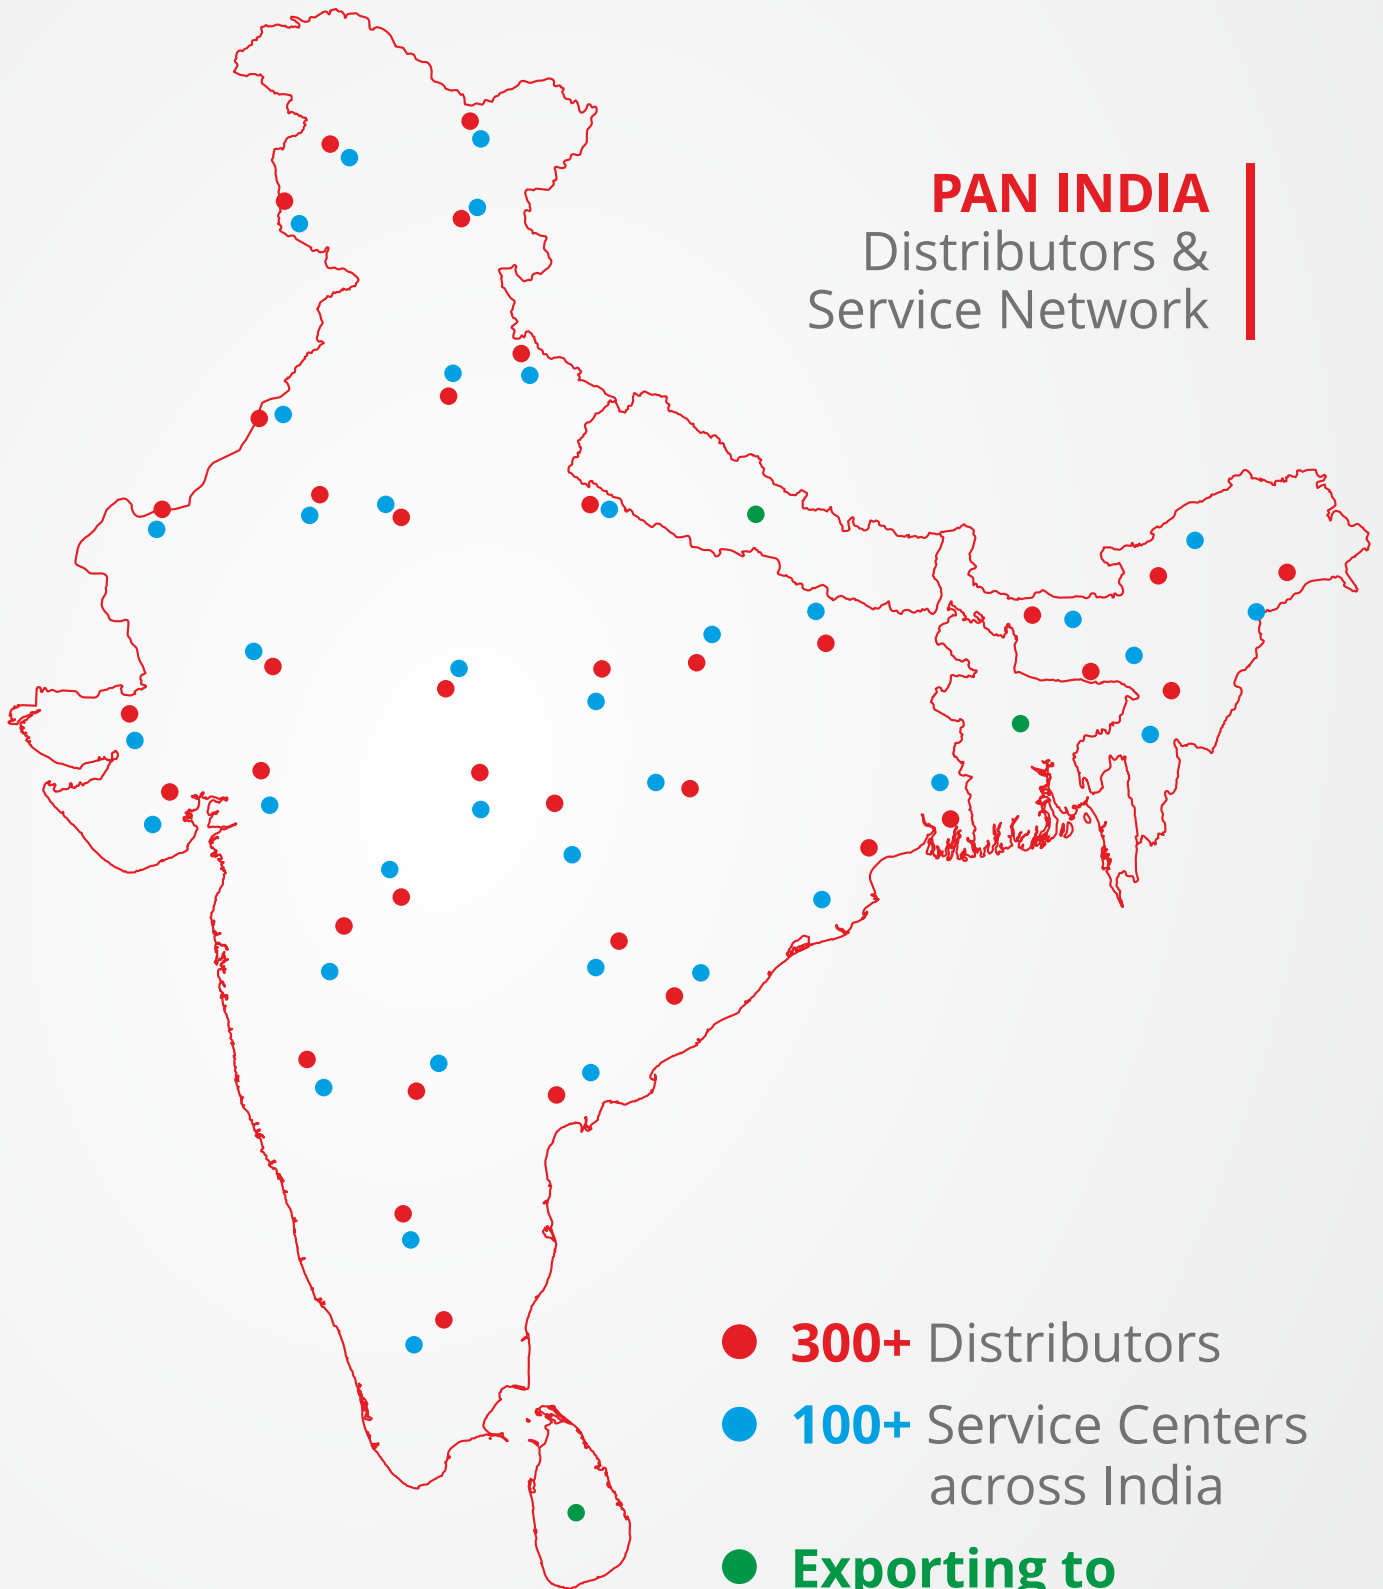 PAN INDIA
Distributors &
Service Network
300+ Distributors
100+ Service Centers
across India
Exporting to